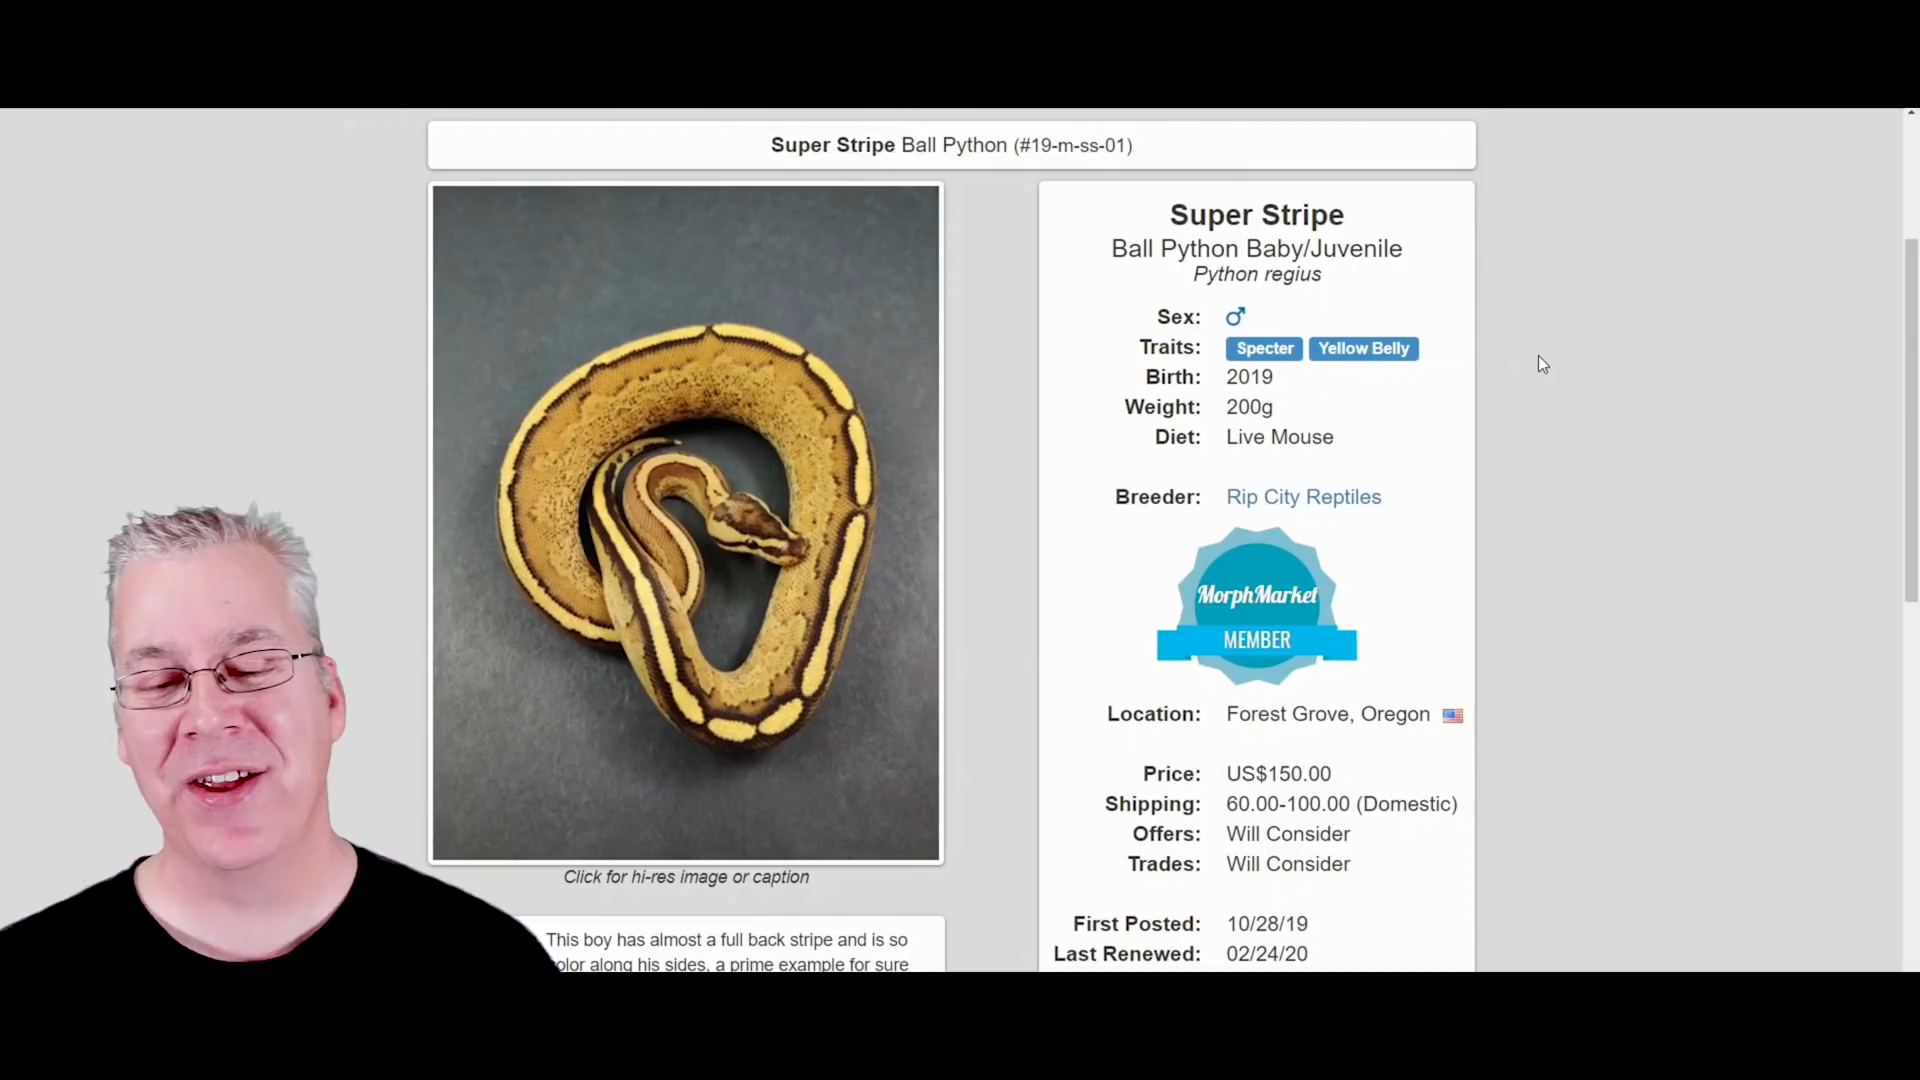 Super Stripe Ball Python (#19-m-ss-01)
Super Stripe
Ball Python Baby/Juvenile
Python regius
Sex: ♂
Traits: Specter Yellow Belly
Birth: 2019
Weight: 200g
Diet: Live Mouse
Breeder: Rip City Reptiles
MorphMarket
MEMBER
Location: Forest Grove, Oregon
Price: US$150.00
Shipping: 60.00-100.00 (Domestic)
Offers: Will Consider
Trades: Will Consider
First Posted: 10/28/19
Last Renewed: 02/24/20
Click for hi-res image or caption
This boy has almost a full back stripe and is so
along his sides, a prime example for sure